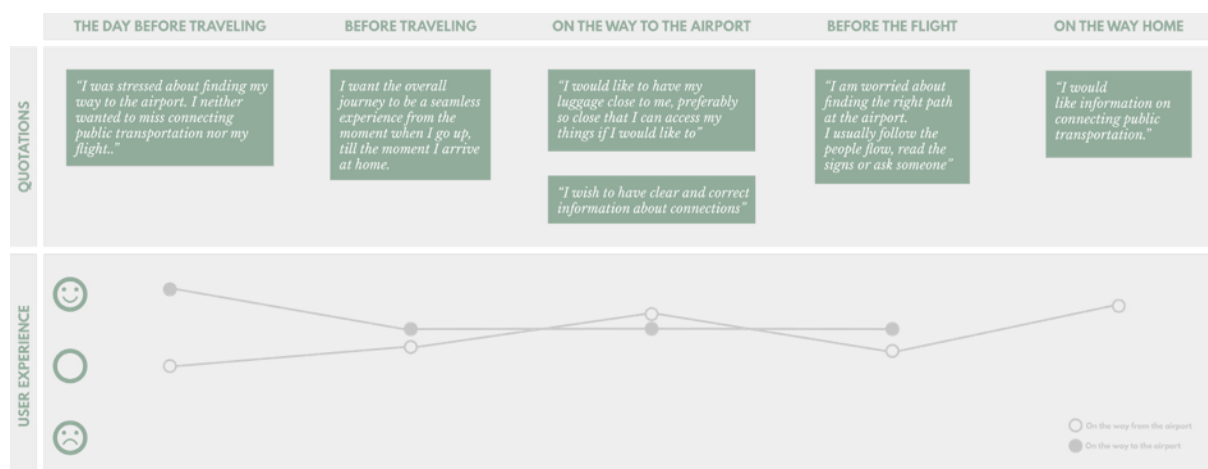 THE DAY BEFORE TRAVELING
BEFORE TRAVELING
ON THE WAY TO THE AIRPORT
BEFORE THE FLIGHT
ON THE WAY HOME
QUOTATIONS
“I was stressed about finding my
way to the airport. I neither
wanted to miss connecting
public transportation nor my
flight..”
I want the overall
journey to be a seamless
experience from the
moment when I go up,
till the moment I arrive
at home.
“I would like to have my
luggage close to me, preferably
so close that I can access my
things if I would like to”
“I wish to have clear and correct
information about connections”
“I am worried about
finding the right path
at the airport.
I usually follow the
people flow, read the
signs or ask someone”
“I would
like information on
connecting public
transportation.”
USER EXPERIENCE
On the way from the airport
On the way to the airport